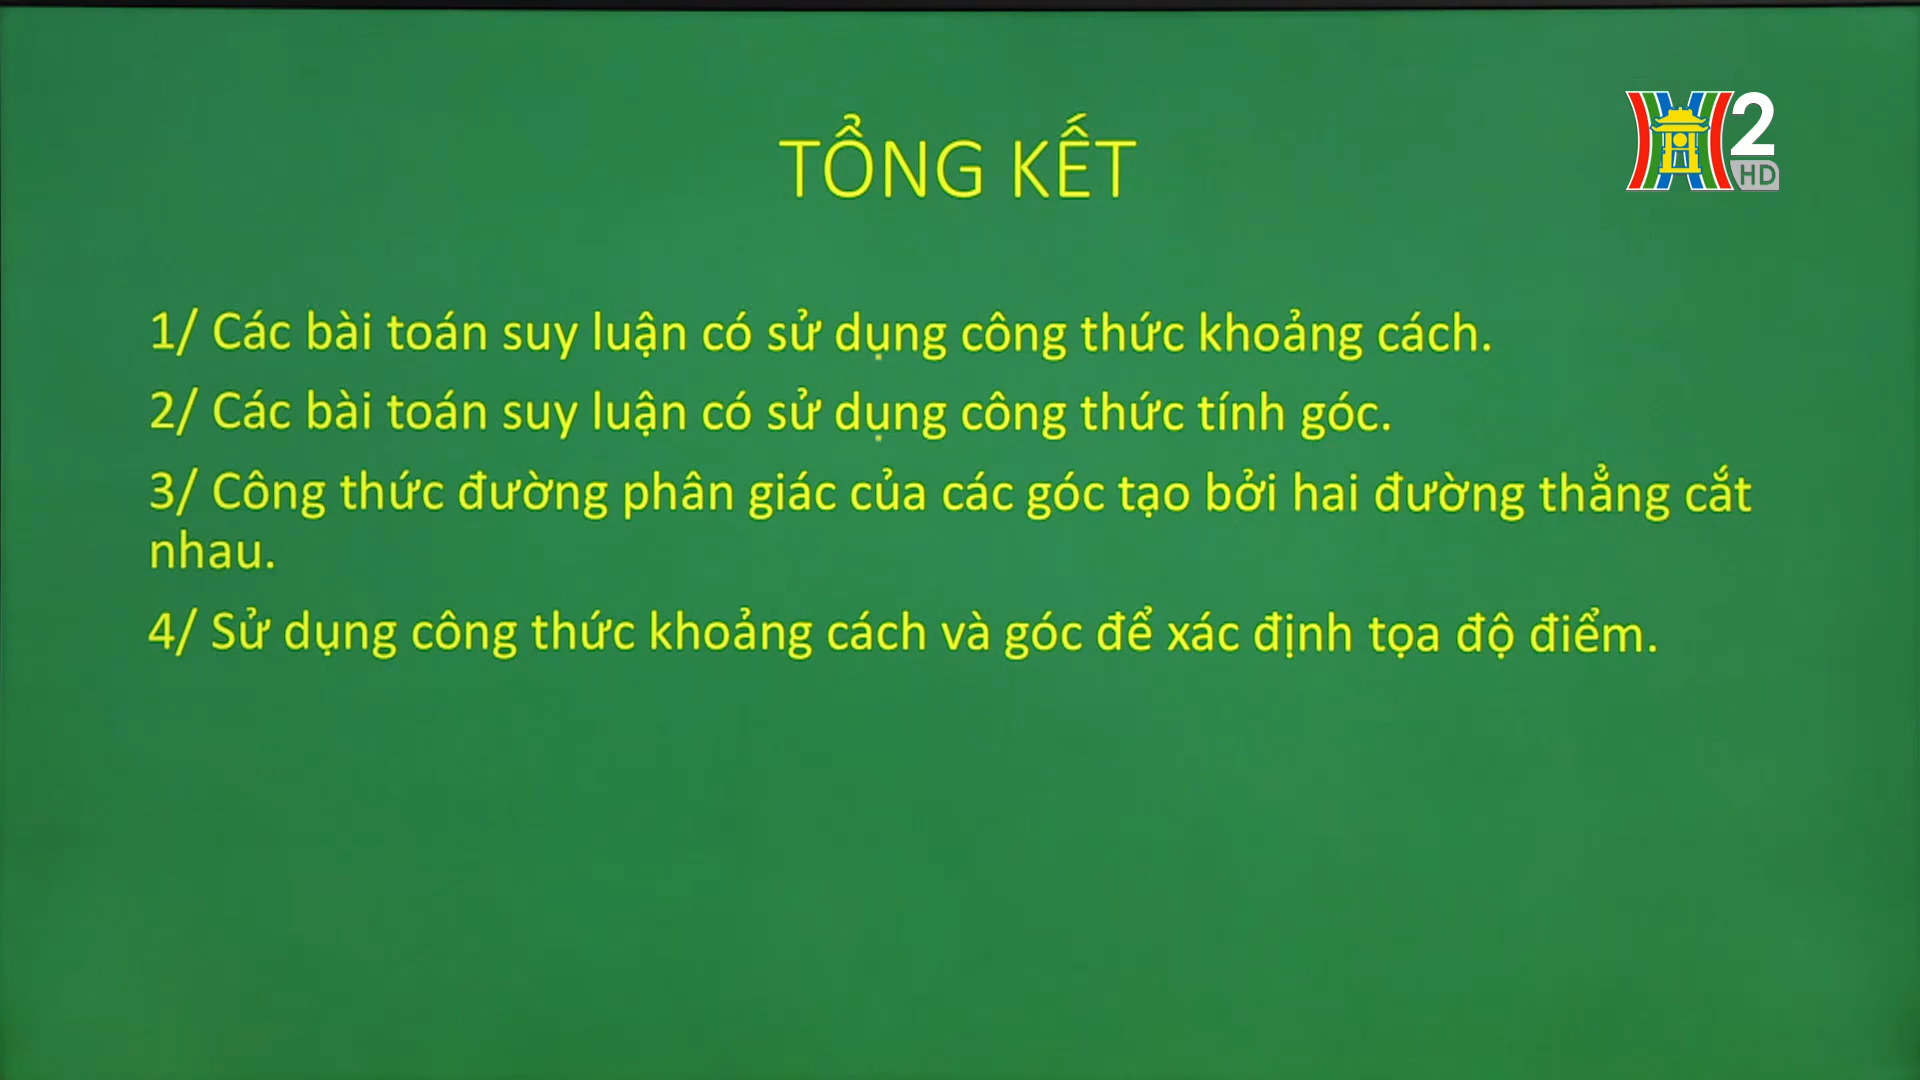 TỔNG KẾT
2
HD
1/ Các bài toán suy luận có sử dụng công thức khoảng cách.
2/ Các bài toán suy luận có sử dụng công thức tính góc.
3/ Công thức đường phân giác của các góc tạo bởi hai đường thẳng cắt
nhau.
4/ Sử dụng công thức khoảng cách và góc để xác định tọa độ điểm.